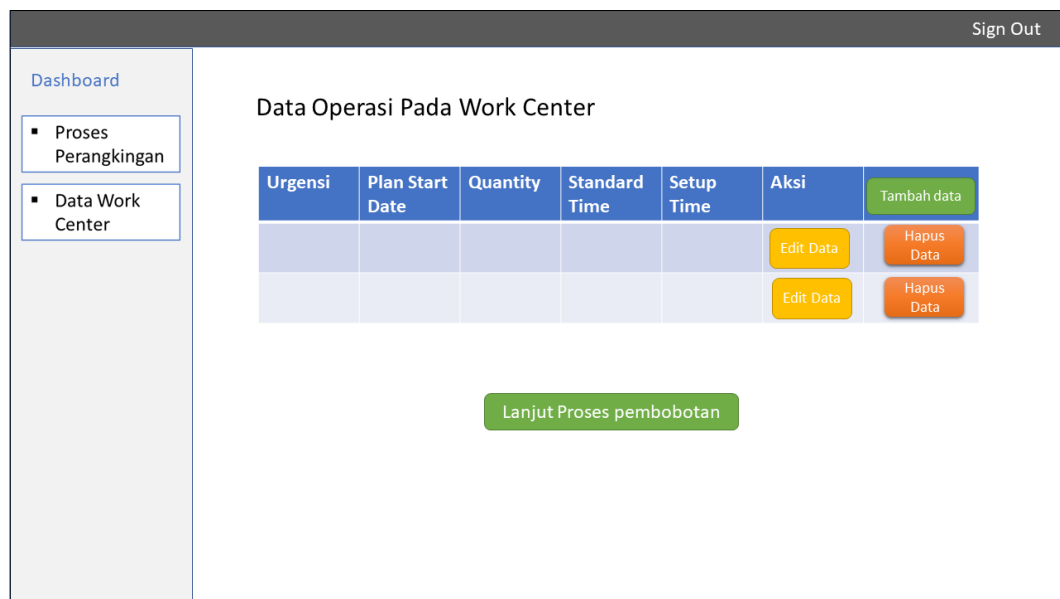 Sign Out
Dashboard
▪ Proses
Perangkingan
▪ Data Work
Center
Data Operasi Pada Work Center
Urgensi
Plan Start
Date
Quantity
Standard
Time
Setup
Time
Aksi
Tambah data
Edit Data
Hapus
Data
Edit Data
Hapus
Data
Lanjut Proses pembobotan